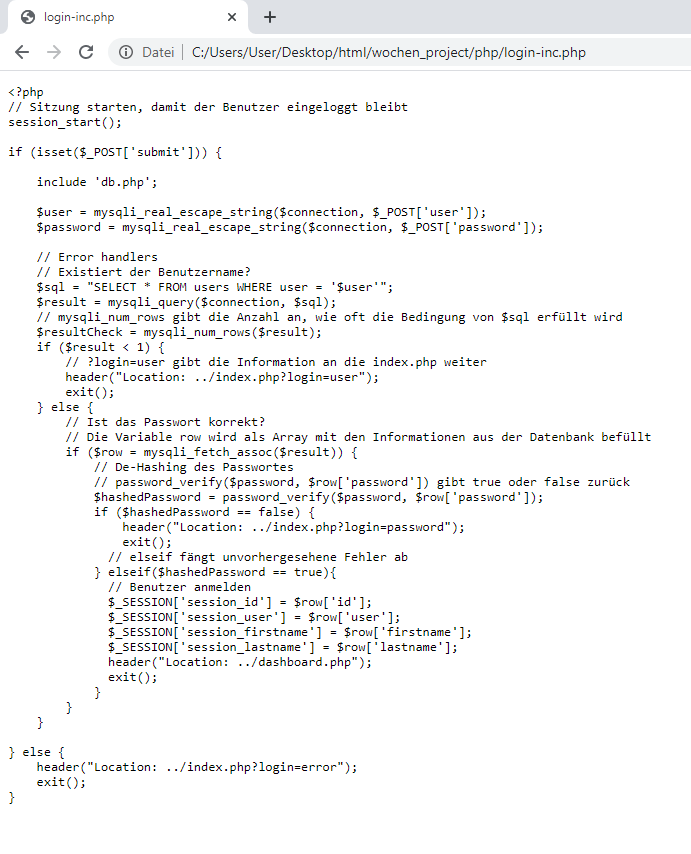 login-inc.php
Datei | C:/Users/User/Desktop/html/wochen_project/php/login-inc.php
<?php
// Sitzung starten, damit der Benutzer eingeloggt bleibt
session_start();

if (isset($_POST['submit'])) {

    include 'db.php';

    $user = mysqli_real_escape_string($connection, $_POST['user']);
    $password = mysqli_real_escape_string($connection, $_POST['password']);

    // Error handlers
    // Existiert der Benutzername?
    $sql = "SELECT * FROM users WHERE user = '$user'";
    $result = mysqli_query($connection, $sql);
    // mysqli_num_rows gibt die Anzahl an, wie oft die Bedingung von $sql erfüllt wird
    $resultCheck = mysqli_num_rows($result);
    if ($result < 1) {
        // ?login=user gibt die Information an die index.php weiter
        header("Location: ../index.php?login=user");
        exit();
    } else {
        // Ist das Passwort korrekt?
        // Die Variable row wird als Array mit den Informationen aus der Datenbank befüllt
        if ($row = mysqli_fetch_assoc($result)) {
            // De-Hashing des Passwortes
            // password_verify($password, $row['password']) gibt true oder false zurück
            $hashedPassword = password_verify($password, $row['password']);
            if ($hashedPassword == false) {
                header("Location: ../index.php?login=password");
                exit();
              // elseif fängt unvorhergesehene Fehler ab
            } elseif($hashedPassword == true){
              // Benutzer anmelden
              $_SESSION['session_id'] = $row['id'];
              $_SESSION['session_user'] = $row['user'];
              $_SESSION['session_firstname'] = $row['firstname'];
              $_SESSION['session_lastname'] = $row['lastname'];
              header("Location: ../dashboard.php");
              exit();
            }
        }
    }

} else {
    header("Location: ../index.php?login=error");
    exit();
}